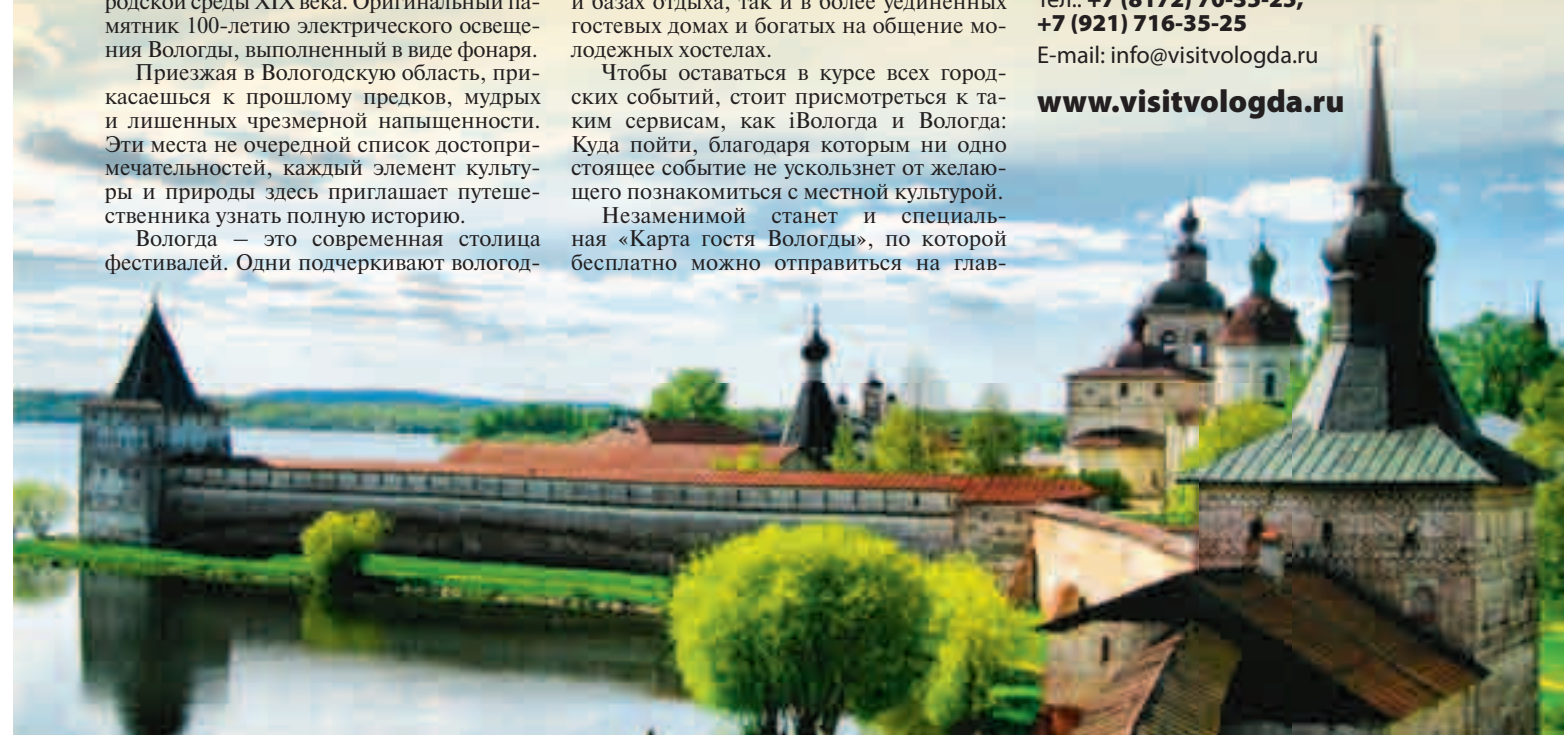 родской среды XIX века. Оригинальный па-
мятник 100-летию электрического освеще-
ния Вологды, выполненный в виде фонаря.
Приезжая в Вологодскую область, при-
касаешься к прошлому предков, мудрых
и лишенных чрезмерной напыщенности.
Эти места не очередной список достопри-
мечательностей, каждый элемент культу-
ры и природы здесь приглашает путеше-
ственника узнать полную историю.
Вологда – это современная столица
фестивалей. Одни подчеркивают вологод-
и базах отдыха, так и в более уединенных
гостевых домах и богатых на общение мо-
лодежных хостелах.
Чтобы оставаться в курсе всех город-
ских событий, стоит присмотреться к та-
ким сервисам, как iВологда и Вологда:
Куда пойти, благодаря которым ни одно
стоящее событие не ускользнет от желаю-
щего познакомиться с местной культурой.
Незаменимой станет и специаль-
ная «Карта гостя Вологды», по которой
бесплатно можно отправиться на глав-
тел.: +7 (8172) 76-35-25,
+7 (921) 716-35-25
E-mail: info@visitvologda.ru
www.visitvologda.ru